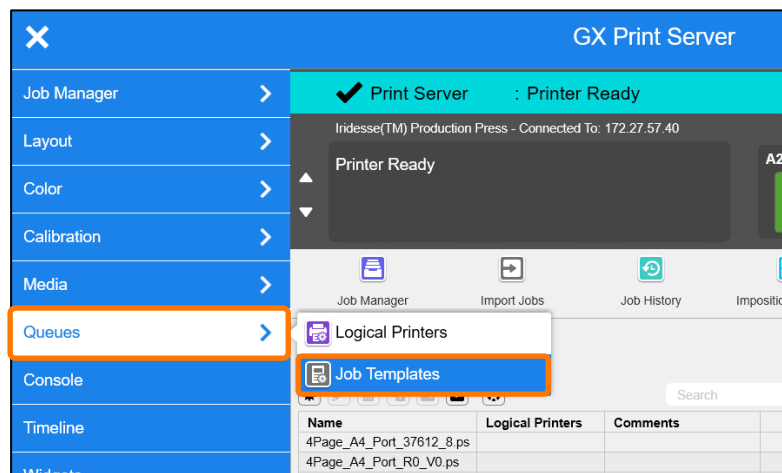 GX Print Server
Job Manager
Layout
Color
Calibration
Media
Queues
Console
Timeline
Print Server : Printer Ready
Iridesse(TM) Production Press - Connected To: 172.27.57.40
Printer Ready
Job Manager
Import Jobs
Job History
Logical Printers
Job Templates
Search
Name Logical Printers Comments
4Page_A4_Port_37612_8.ps
4Page_A4_Port_R0_V0.ps